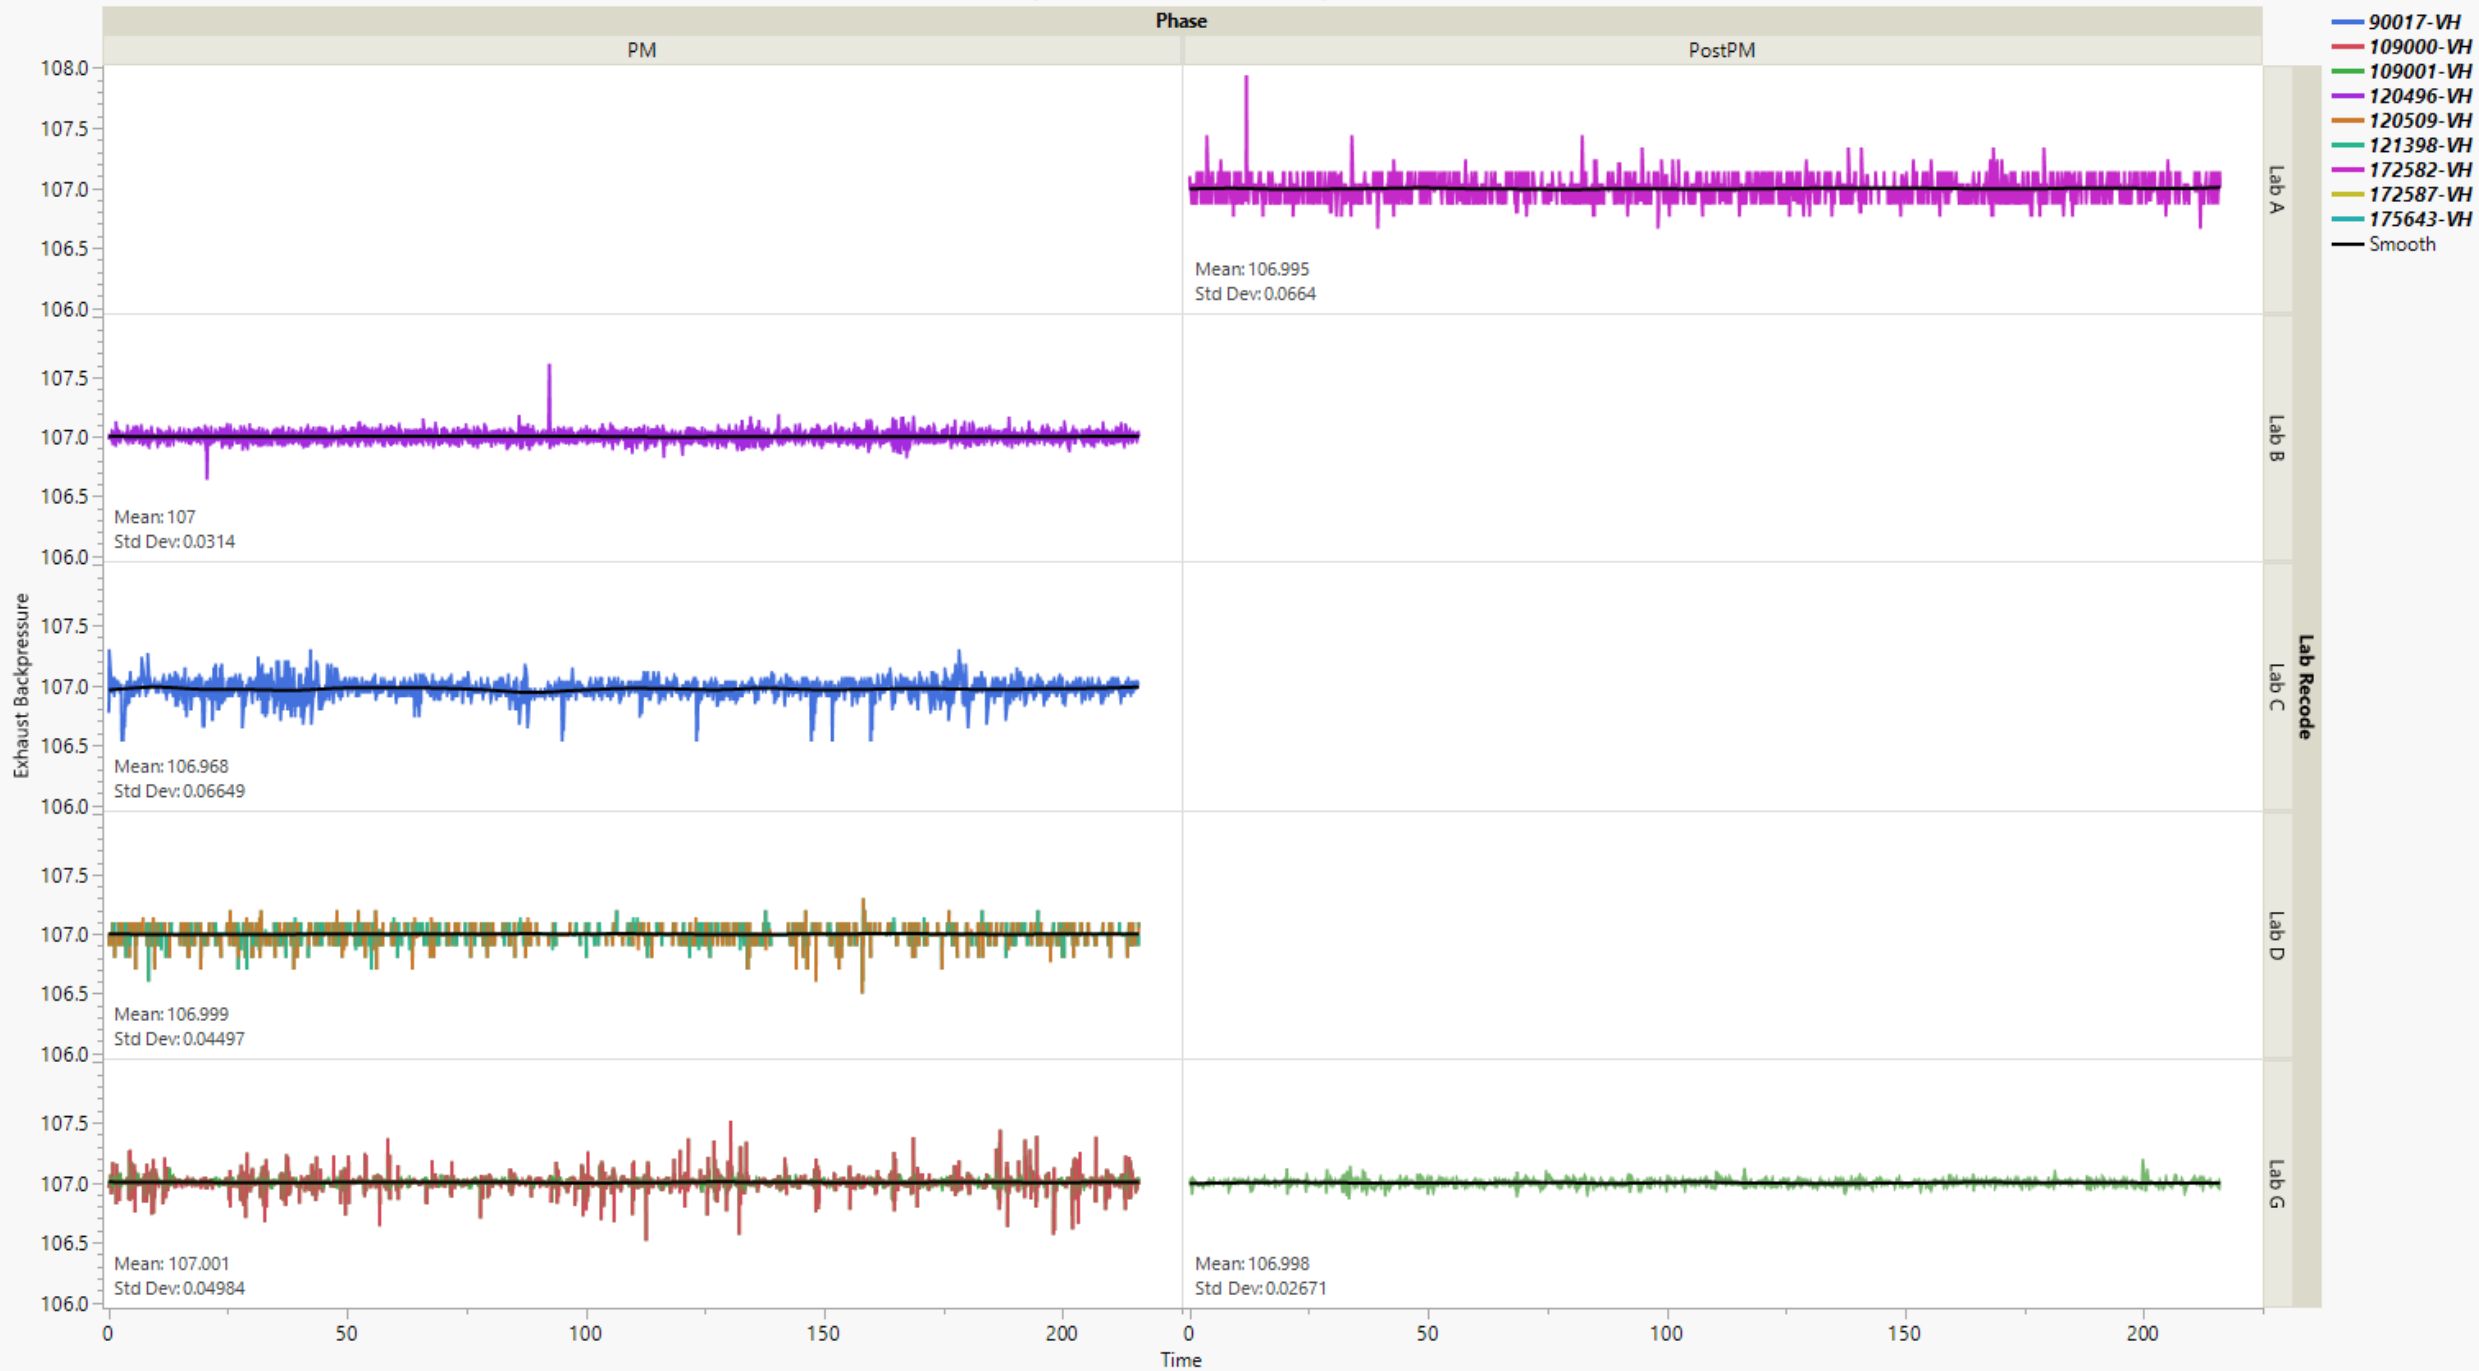 Phase
PM
PostPM
90017-VH
109000-VH
109001-VH
120496-VH
120509-VH
121398-VH
172582-VH
172587-VH
175643-VH
Smooth
108.0
107.5
107.0
106.5
106.0
Mean: 106.995
Std Dev: 0.0664
Lab A
107.5
107.0
106.5
106.0
Mean: 107
Std Dev: 0.0314
Lab B
107.5
107.0
106.5
106.0
Mean: 106.968
Std Dev: 0.06649
Lab C
107.5
107.0
106.5
106.0
Mean: 106.999
Std Dev: 0.04497
Lab D
107.5
107.0
106.5
106.0
Mean: 107.001
Std Dev: 0.04984
Mean: 106.998
Std Dev: 0.02671
Lab G
Exhaust Backpressure
Lab Recode
0 50 100 150 200 0 50 100 150 200
Time